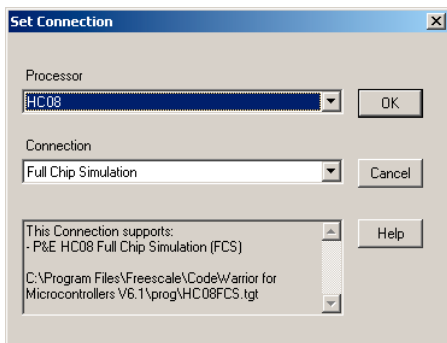 Set Connection
Processor
HC08
OK
Connection
Full Chip Simulation
Cancel
This Connection supports:
- P&E HC08 Full Chip Simulation (FCS)
Help
C:\Program Files\Freescale\CodeWarrior for
Microcontrollers V6.1\prog\HC08FCS.tgt